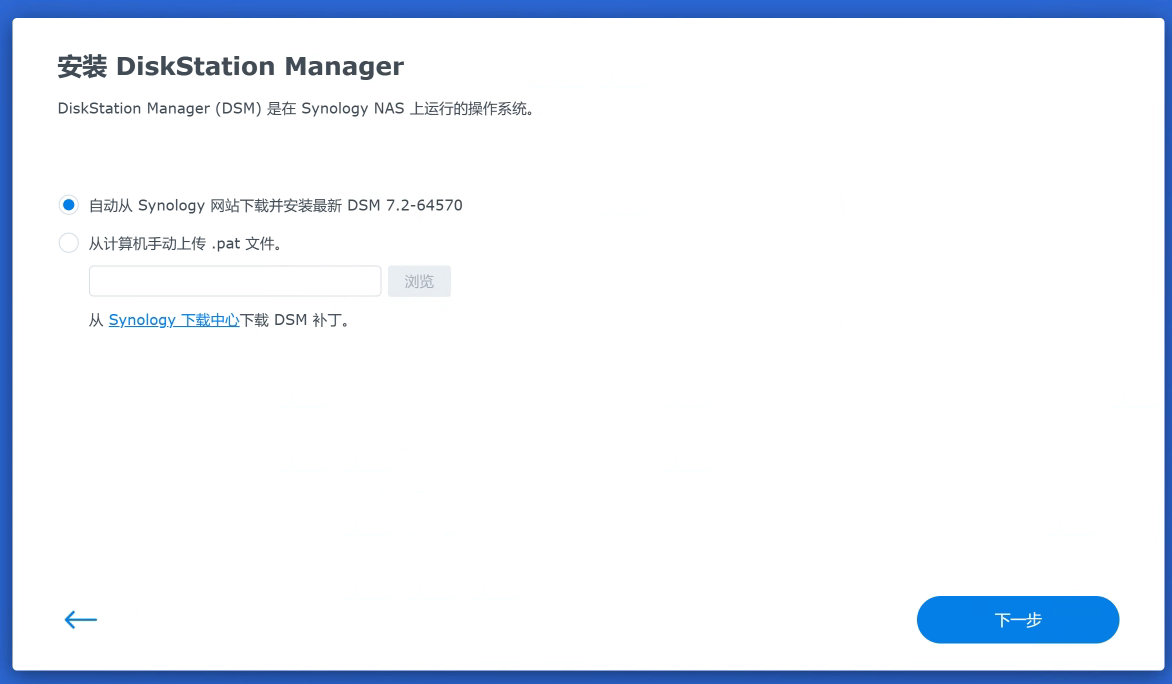 安装 DiskStation Manager
DiskStation Manager (DSM) 是在 Synology NAS 上运行的操作系统。
自动从 Synology 网站下载并安装最新 DSM 7.2-64570
从计算机手动上传 .pat 文件。
浏览
从 Synology 下载中心下载 DSM 补丁。
下一步